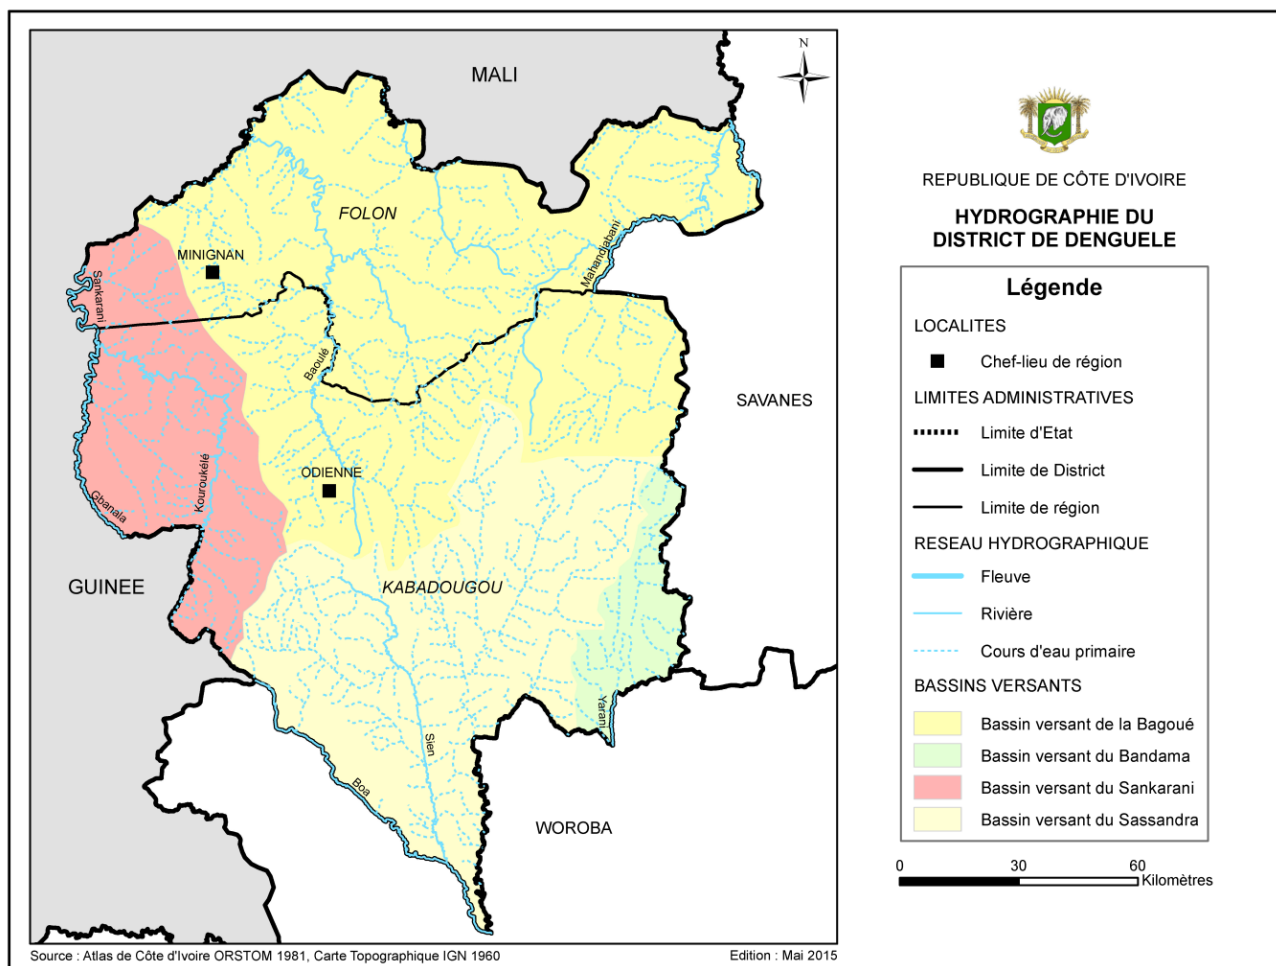 MALI
N
FOLON
MINIGNAN
Mahandiabani
Sankarani
Baoulé
SAVANES
ODIENNE
Kouroukélé
Gbanala
GUINEE
KABADOUGOU
Yarani
Sien
Boa
WOROBA
Source : Atlas de Côte d'Ivoire ORSTOM 1981, Carte Topographique IGN 1960
Edition : Mai 2015
REPUBLIQUE DE CÔTE D'IVOIRE
HYDROGRAPHIE DU
DISTRICT DE DENGUELE
Légende
LOCALITES
Chef-lieu de région
LIMITES ADMINISTRATIVES
Limite d'Etat
Limite de District
Limite de région
RESEAU HYDROGRAPHIQUE
Fleuve
Rivière
Cours d'eau primaire
BASSINS VERSANTS
Bassin versant de la Bagoué
Bassin versant du Bandama
Bassin versant du Sankarani
Bassin versant du Sassandra
0 30 60
Kilomètres